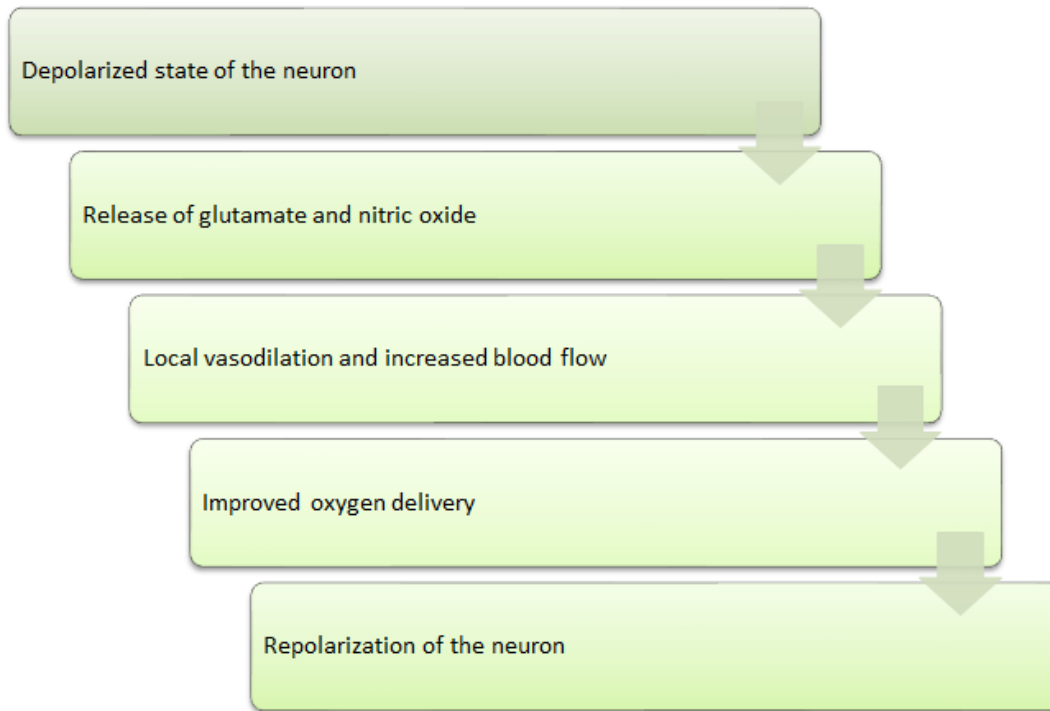 Depolarized state of the neuron
Release of glutamate and nitric oxide
Local vasodilation and increased blood flow
Improved oxygen delivery
Repolarization of the neuron